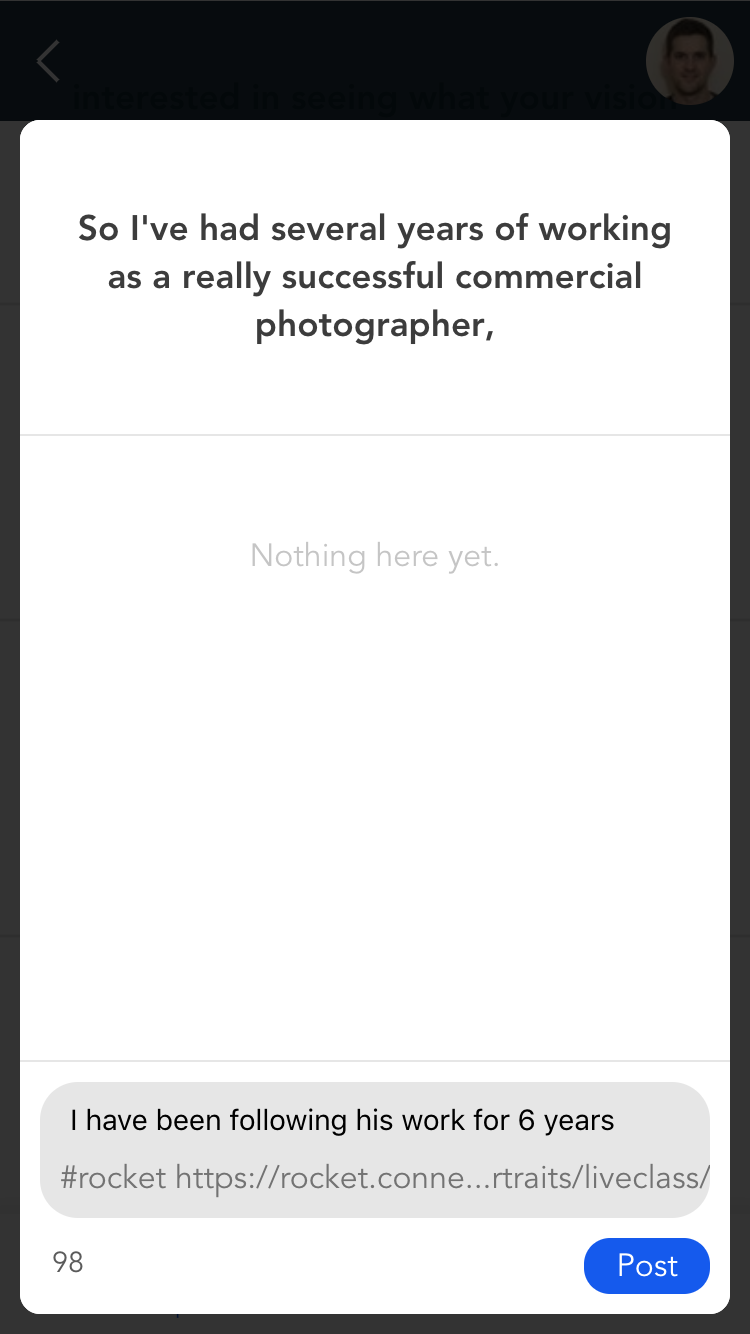 interested in seeing what your vision
So I've had several years of working
as a really successful commercial
photographer,
Nothing here yet.
I have been following his work for 6 years
#rocket https://rocket.conne...rtraits/liveclass/
98
Post